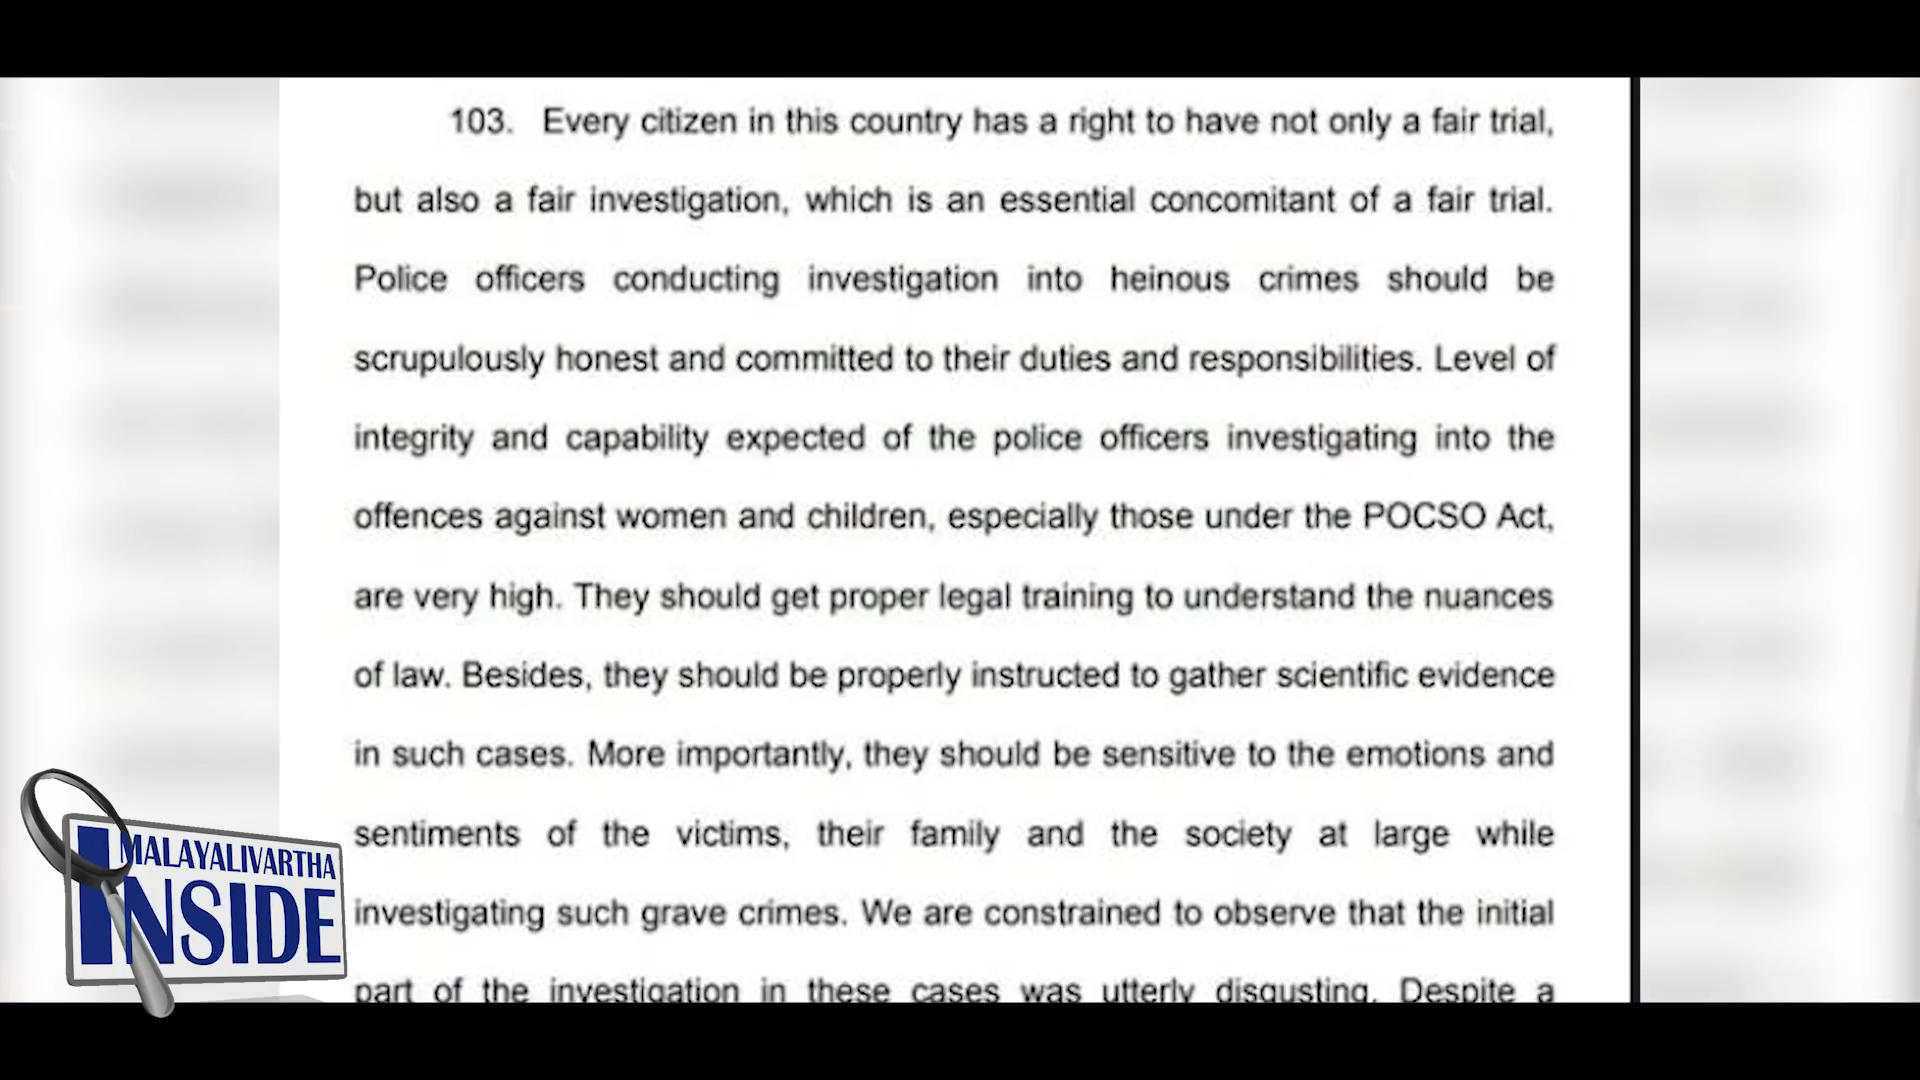 103. Every citizen in this country has a right to have not only a fair trial,
but also a fair investigation, which is an essential concomitant of a fair trial.
Police officers conducting investigation into heinous crimes should be
scrupulously honest and committed to their duties and responsibilities. Level of
integrity and capability expected of the police officers investigating into the
offences against women and children, especially those under the POCSO Act,
are very high. They should get proper legal training to understand the nuances
of law. Besides, they should be properly instructed to gather scientific evidence
in such cases. More importantly, they should be sensitive to the emotions and
sentiments of the victims, their family and the society at large while
investigating such grave crimes. We are constrained to observe that the initial
part of the investigation in these cases was utterly disgusting. Despite a
MALAYALIVARTHA
INSIDE